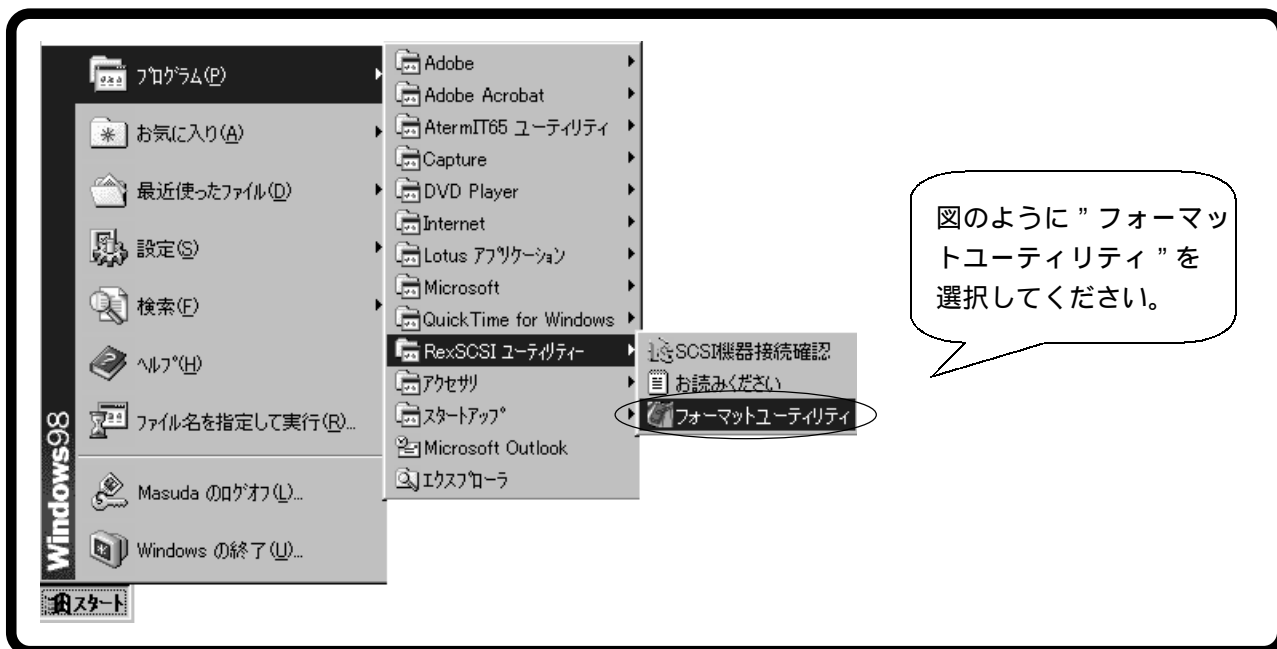 ﾌﾟﾛｸﾞﾗﾑ(P)
お気に入り(A)
最近使ったﾌｧｲﾙ(D)
設定(S)
検索(F)
ﾍﾙﾌﾟ(H)
ﾌｧｲﾙ名を指定して実行(R)...
Masuda のﾛｸﾞｵﾌ(L)...
Windows の終了(U)...
Windows98
スタート
Adobe
Adobe Acrobat
AtermIT65 ユーティリティ
Capture
DVD Player
Internet
Lotus ｱﾌﾟﾘｹｰｼｮﾝ
Microsoft
QuickTime for Windows
RexSCSI ﾕｰﾃｨﾘﾃｨｰ
ｱｸｾｻﾘ
ｽﾀｰﾄｱｯﾌﾟ
Microsoft Outlook
ｴｸｽﾌﾟﾛｰﾗ
SCSI機器接続確認
お読みください
フォーマットユーティリティ
図のように ” フォーマッ
トユーティリティ ” を
選択してください。